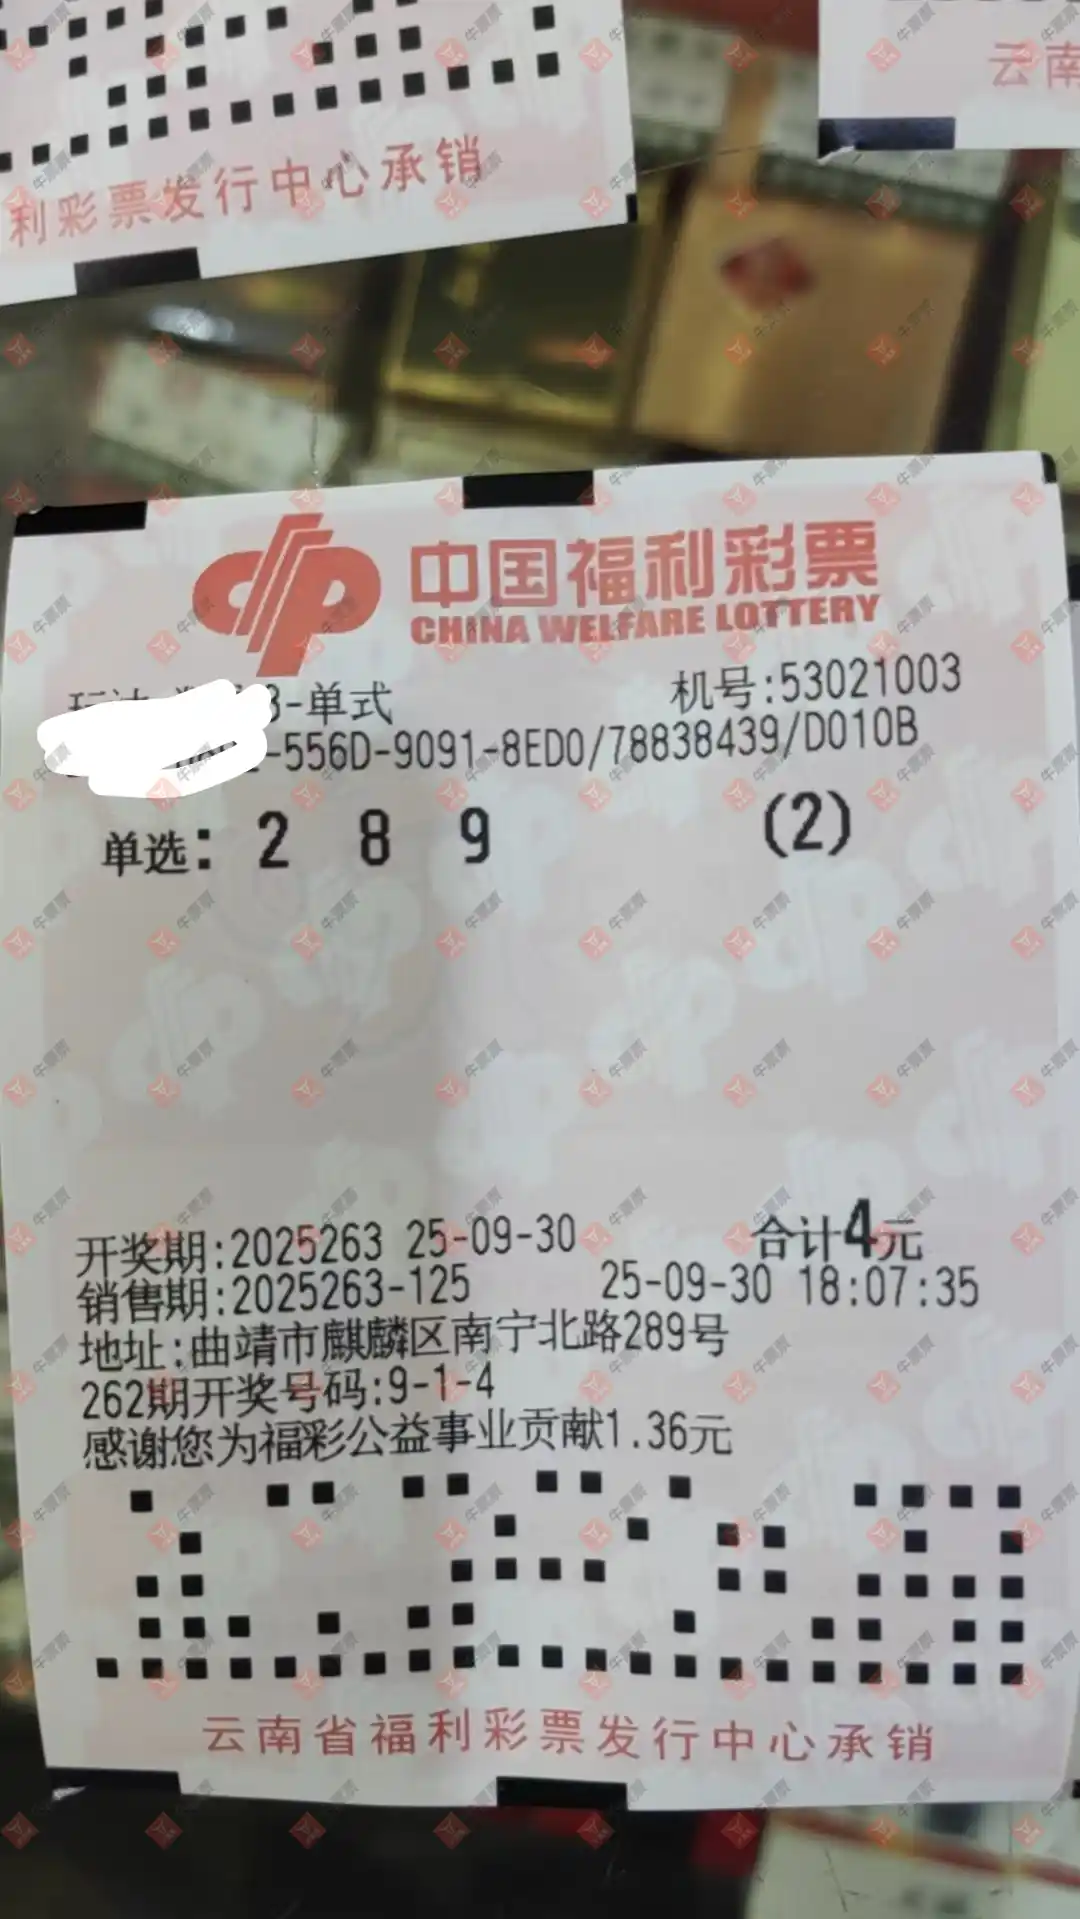 利彩票发行中心承销
云南
中国福利彩票
CHINA WELFARE LOTTERY
3-单式
机号:53021003
-556D-9091-8ED0/78838439/D010B
单选: 2 8 9 (2)
开奖期:2025263 25-09-30 合计4元
销售期:2025263-125 25-09-30 18:07:35
地址:曲靖市麒麟区南宁北路289号
262期开奖号码:9-1-4
感谢您为福彩公益事业贡献1.36元
云南省福利彩票发行中心承销
牛票票